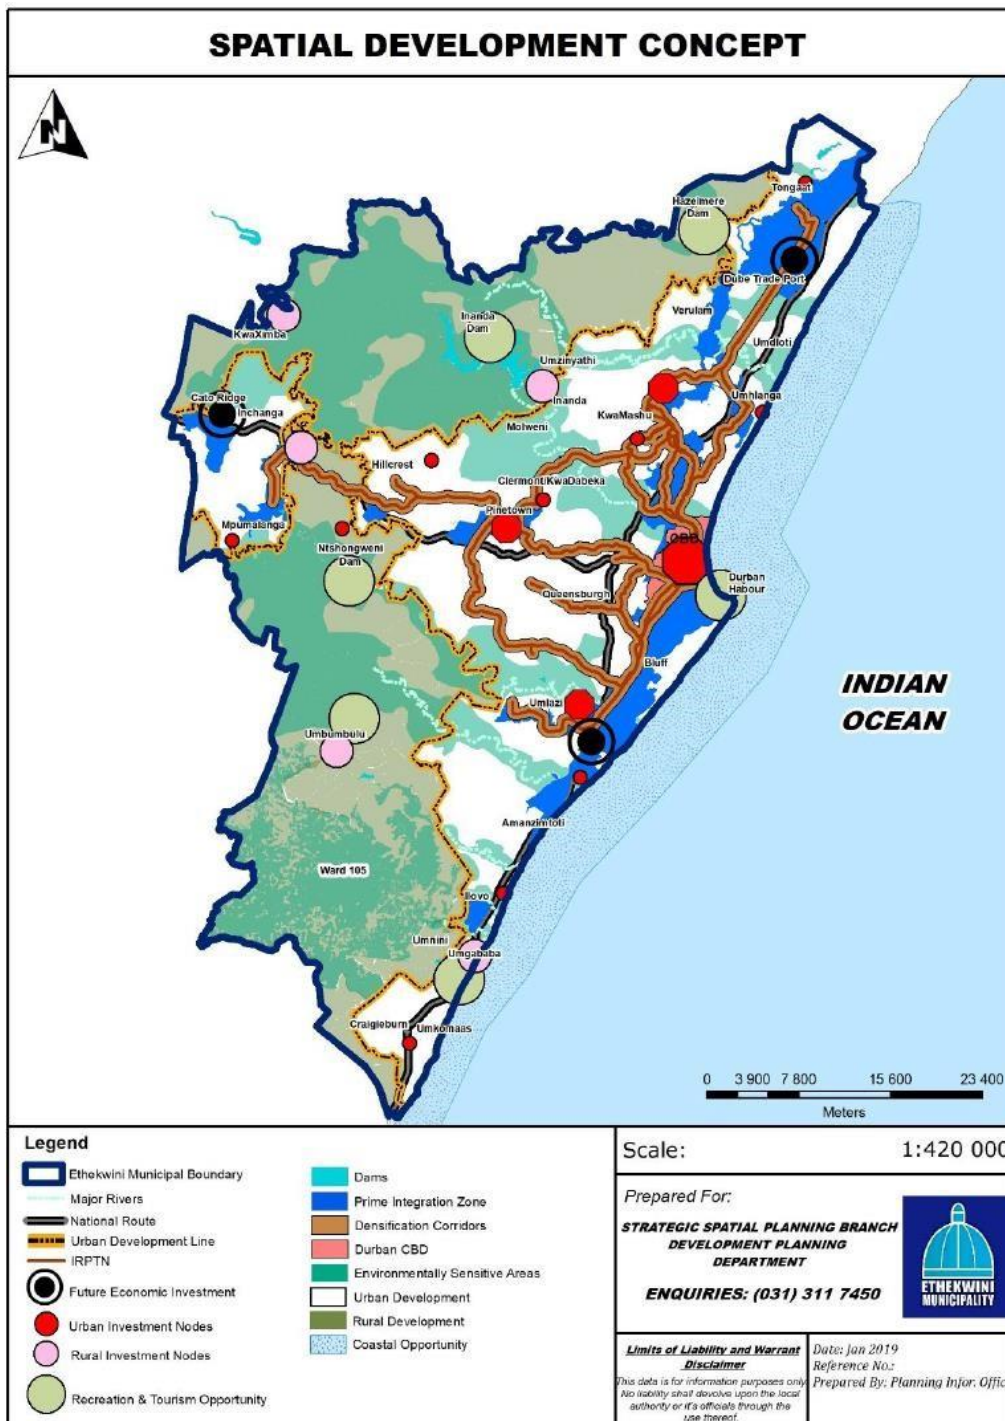 SPATIAL DEVELOPMENT CONCEPT
N
Tongaat
Hazelmere
Dam
Dube Trade Port
Verulam
Inanda
Dam
KwaXimba
Umdloti
Umzinyathi
Cato Ridge
Inchanga
Inanda
Umhlanga
KwaMashu
Molweni
Hillcrest
Clermont/KwaDabeka
Pinetown
Mpumalanga
CBD
Ntshongweni
Dam
Durban
Habour
Queensburgh
Bluff
INDIAN
OCEAN
Umlazi
Umbumbulu
Amanzimtoti
Ward 105
Ilovo
Umnini
Umgababa
Craigieburn
Umkomaas
0 3 900 7 800 15 600 23 400
Meters
Legend
Ethekwini Municipal Boundary
Major Rivers
National Route
Urban Development Line
IRPTN
Future Economic Investment
Urban Investment Nodes
Rural Investment Nodes
Recreation & Tourism Opportunity
Dams
Prime Integration Zone
Densification Corridors
Durban CBD
Environmentally Sensitive Areas
Urban Development
Rural Development
Coastal Opportunity
Scale: 1:420 000
Prepared For:
STRATEGIC SPATIAL PLANNING BRANCH
DEVELOPMENT PLANNING
DEPARTMENT
ENQUIRIES: (031) 311 7450
ETHEKWINI
MUNICIPALITY
Limits of Liability and Warrant
Disclaimer
This data is for information purposes only
No liability shall devolve upon the local
authority or it's officials through the
use thereof.
Date: Jan 2019
Reference No.:
Prepared By: Planning Infor. Offic